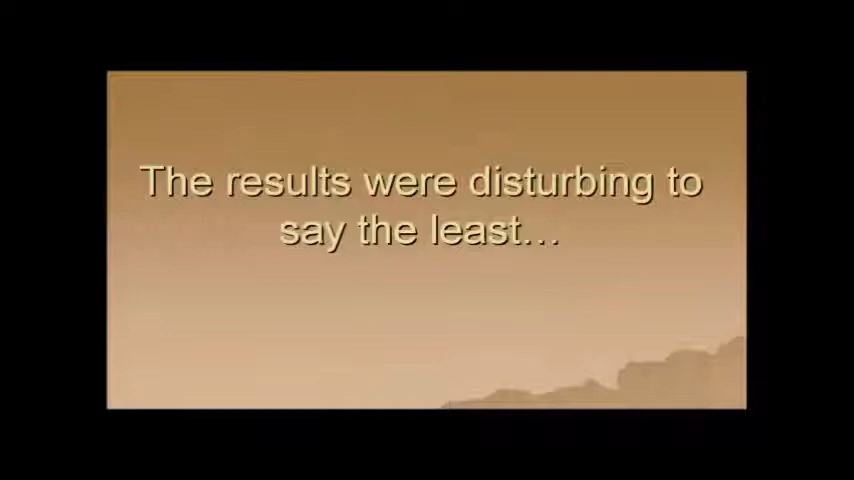 The results were disturbing to
say the least…